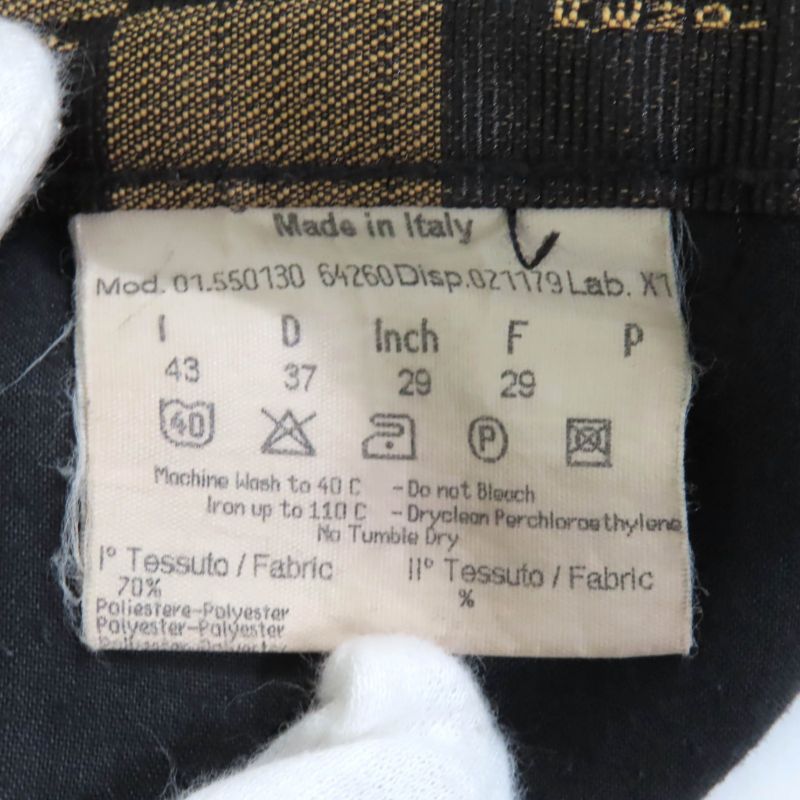 Made in Italy
Mod. 01.550130 64260 Disp.021179 Lab. X1
I D Inch F P
43 37 29 29
40 P
Machine Wash to 40 C - Do not Bleach
Iron up to 110 C - Dryclean Perchloroethylene
No Tumble Dry
I° Tessuto / Fabric II° Tessuto / Fabric
70% %
Poliestere-Polyester
Polyester-Polyester